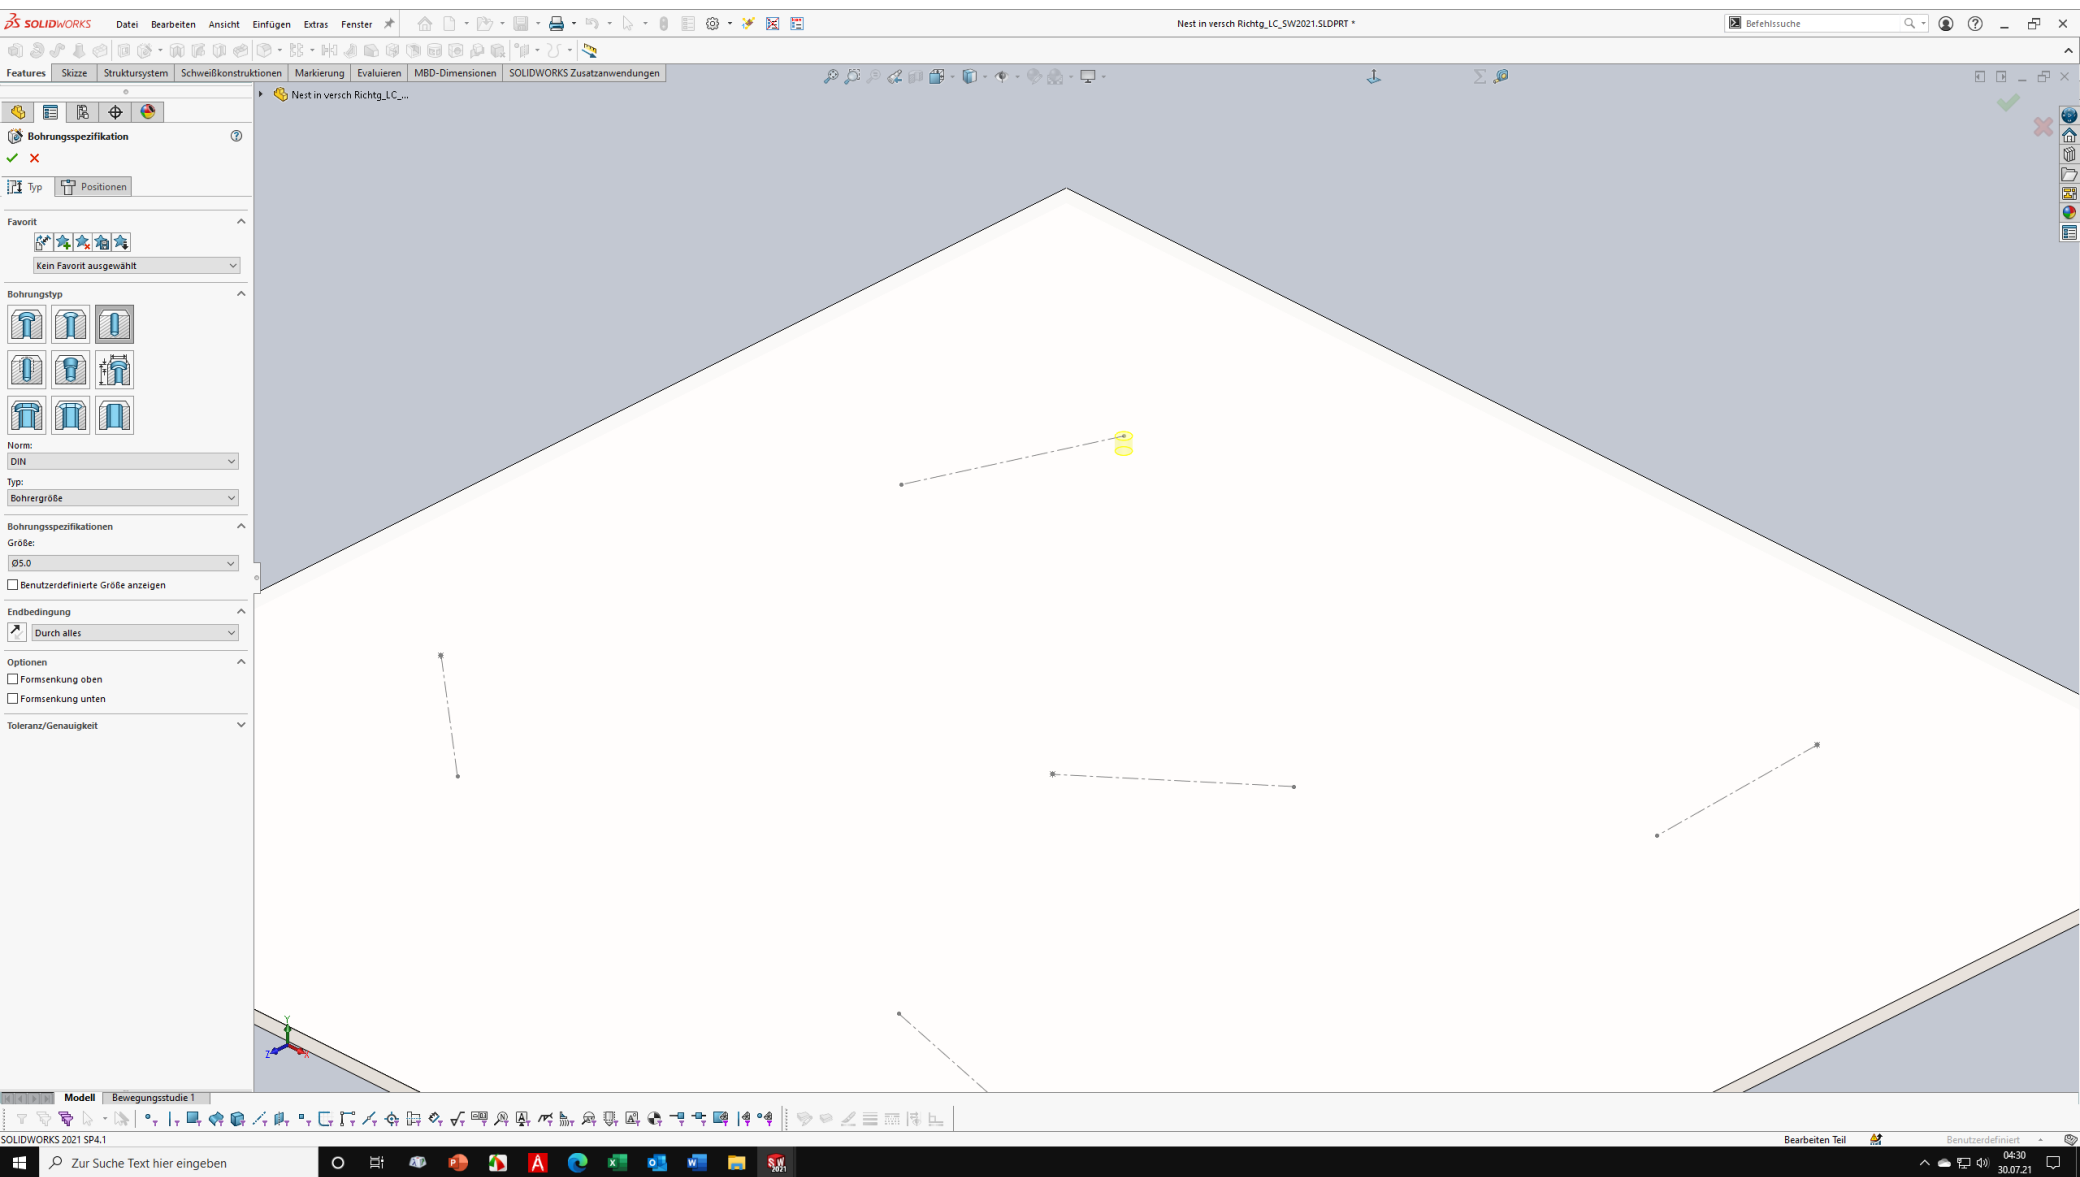 SOLIDWORKS
Datei Bearbeiten Ansicht Einfügen Extras Fenster
Nest in versch Richtg_LC_SW2021.SLDPRT *
Befehlssuche
Features Skizze Struktursystem Schweißkonstruktionen Markierung Evaluieren MBD-Dimensionen SOLIDWORKS Zusatzanwendungen
Nest in versch Richtg_LC_...
Bohrungsspezifikation
Typ Positionen
Favorit
Kein Favorit ausgewählt
Bohrungstyp
Norm:
DIN
Typ:
Bohrergröße
Bohrungsspezifikationen
Größe:
Ø5.0
Benutzerdefinierte Größe anzeigen
Endbedingung
Durch alles
Optionen
Formsenkung oben
Formsenkung unten
Toleranz/Genauigkeit
Y
Z
X
Modell Bewegungsstudie 1
SOLIDWORKS 2021 SP4.1
Bearbeiten Teil
Benutzerdefiniert
Zur Suche Text hier eingeben
04:30
30.07.21